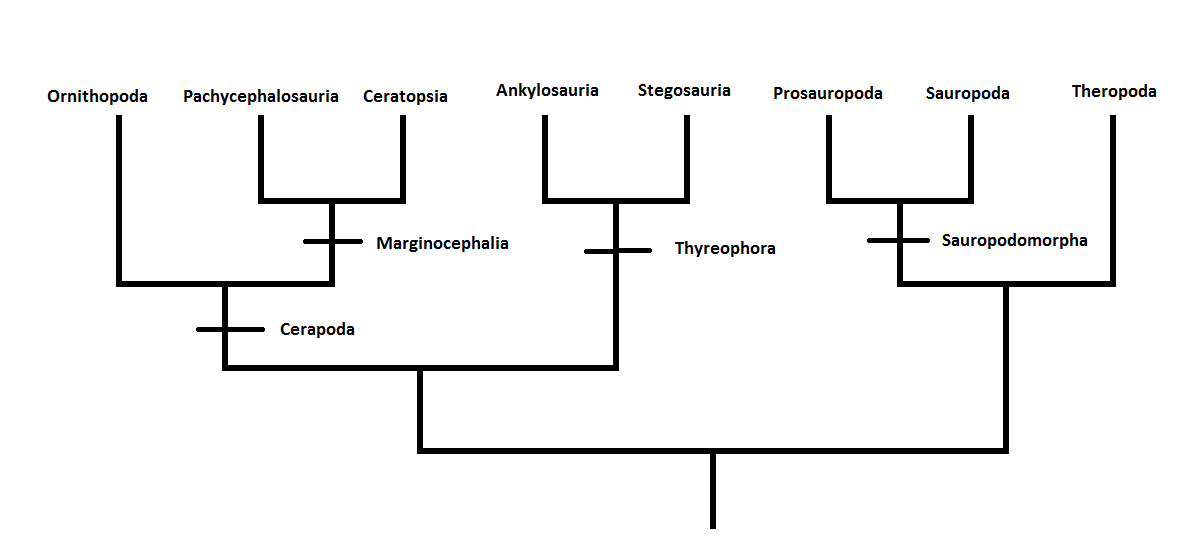 Ornithopoda
Pachycephalosauria
Ceratopsia
Ankylosauria
Stegosauria
Prosauropoda
Sauropoda
Theropoda
Marginocephalia
Thyreophora
Sauropodomorpha
Cerapoda